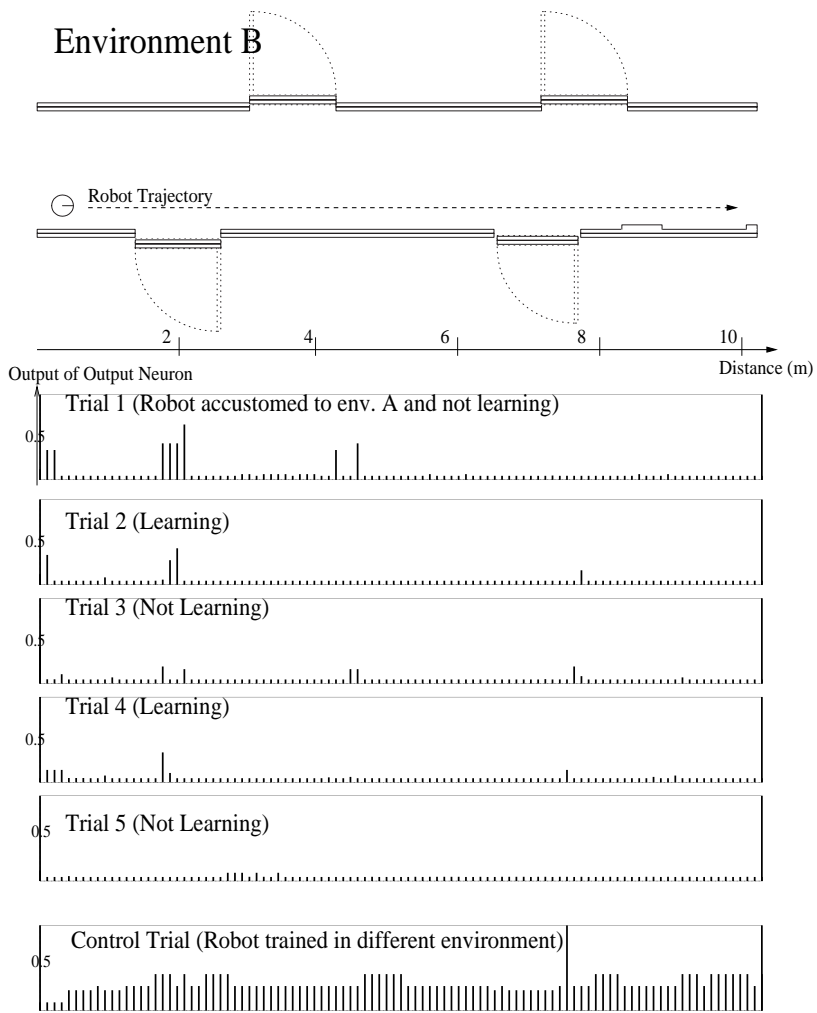 Environment B
Robot Trajectory
2 4 6 8 10
Distance (m)
Output of Output Neuron
Trial 1 (Robot accustomed to env. A and not learning)
0.5
Trial 2 (Learning)
0.5
Trial 3 (Not Learning)
0.5
Trial 4 (Learning)
0.5
Trial 5 (Not Learning)
0.5
Control Trial (Robot trained in different environment)
0.5